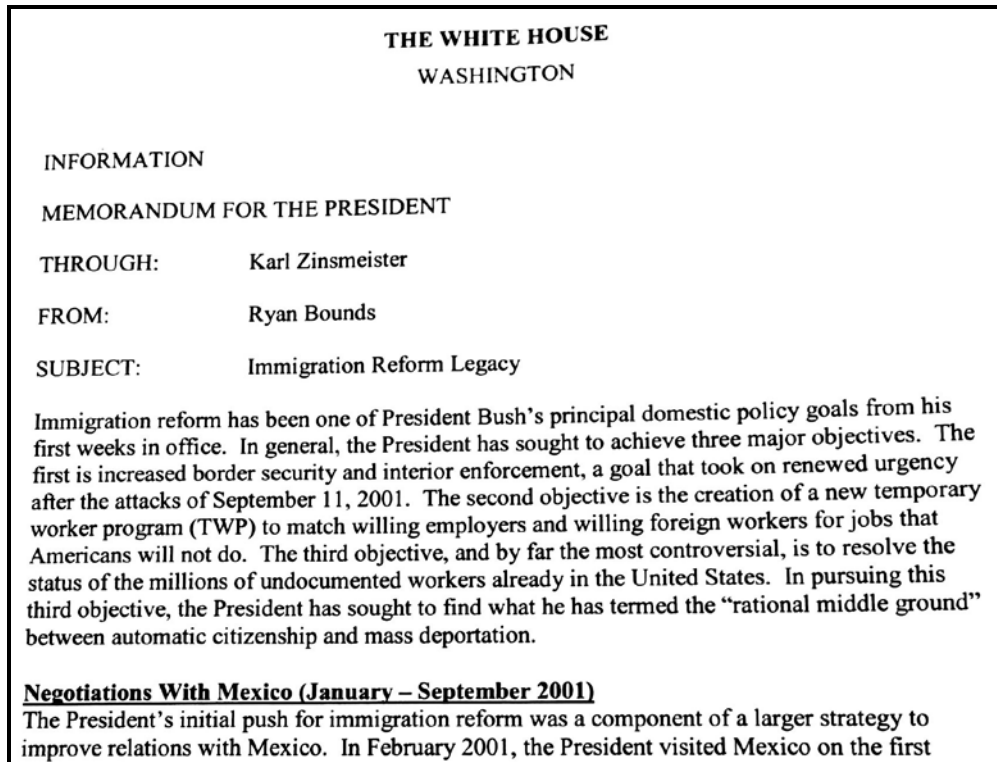 THE WHITE HOUSE
WASHINGTON
INFORMATION
MEMORANDUM FOR THE PRESIDENT
THROUGH: Karl Zinsmeister
FROM: Ryan Bounds
SUBJECT: Immigration Reform Legacy
Immigration reform has been one of President Bush's principal domestic policy goals from his
first weeks in office. In general, the President has sought to achieve three major objectives. The
first is increased border security and interior enforcement, a goal that took on renewed urgency
after the attacks of September 11, 2001. The second objective is the creation of a new temporary
worker program (TWP) to match willing employers and willing foreign workers for jobs that
Americans will not do. The third objective, and by far the most controversial, is to resolve the
status of the millions of undocumented workers already in the United States. In pursuing this
third objective, the President has sought to find what he has termed the “rational middle ground”
between automatic citizenship and mass deportation.
Negotiations With Mexico (January – September 2001)
The President's initial push for immigration reform was a component of a larger strategy to
improve relations with Mexico. In February 2001, the President visited Mexico on the first